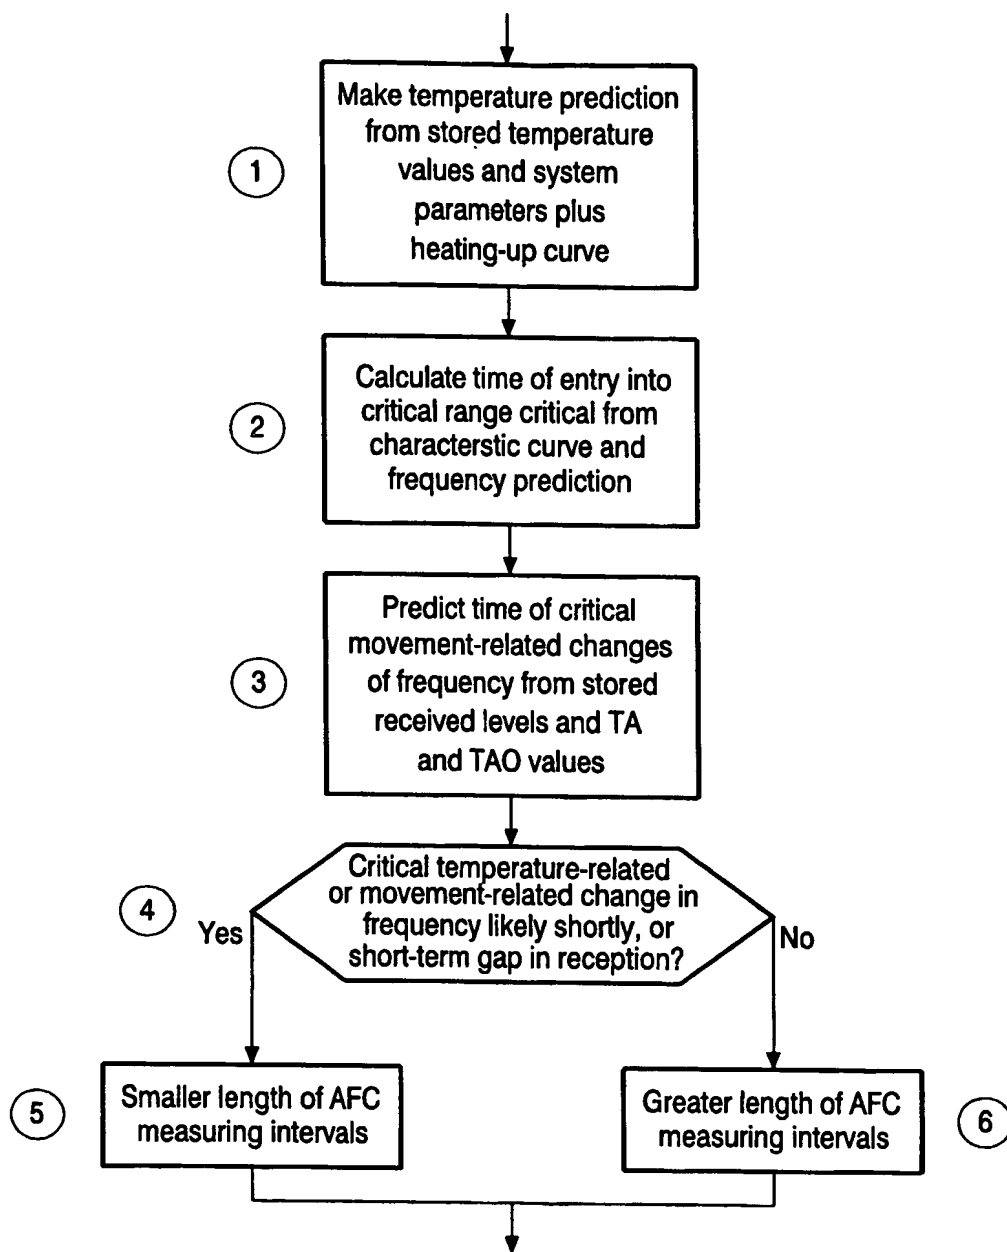 Make temperature prediction
from stored temperature
1
values and system
parameters plus
heating-up curve
Calculate time of entry into
2
critical range critical from
characterstic curve and
frequency prediction
Predict time of critical
movement-related changes
3
of frequency from stored
received levels and TA
and TAO values
Critical temperature-related
or movement-related change in
4
frequency likely shortly, or
Yes
No
short-term gap in reception?
5
Smaller length of AFC
measuring intervals
Greater length of AFC
measuring intervals
6